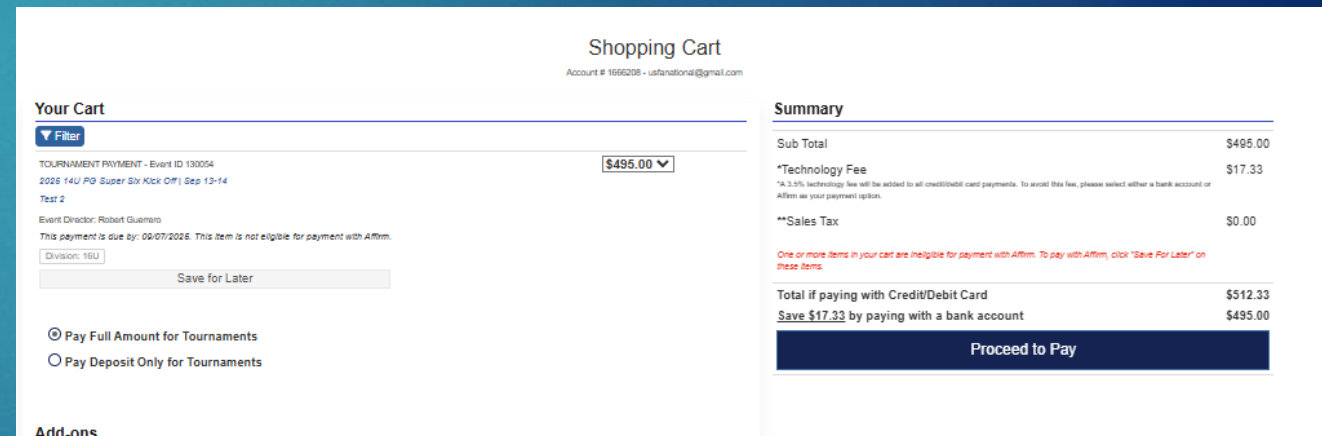 Shopping Cart
Account # 1666208 - usfanational@gmail.com
Your Cart
Filter
TOURNAMENT PAYMENT - Event ID 130054
$495.00
2025 14U PG Super Six Kick Off | Sep 13-14
Test 2
Event Director: Robert Guerrero
This payment is due by: 09/07/2025. This item is not eligible for payment with Affirm.
Division: 16U
Save for Later
Pay Full Amount for Tournaments
Pay Deposit Only for Tournaments
Add-ons
Summary
Sub Total $495.00
*Technology Fee $17.33
*A 3.5% technology fee will be added to all credit/debit card payments. To avoid this fee, please select either a bank account or
Affirm as your payment option.
**Sales Tax $0.00
One or more items in your cart are ineligible for payment with Affirm. To pay with Affirm, click "Save For Later" on
these items.
Total if paying with Credit/Debit Card $512.33
Save $17.33 by paying with a bank account $495.00
Proceed to Pay